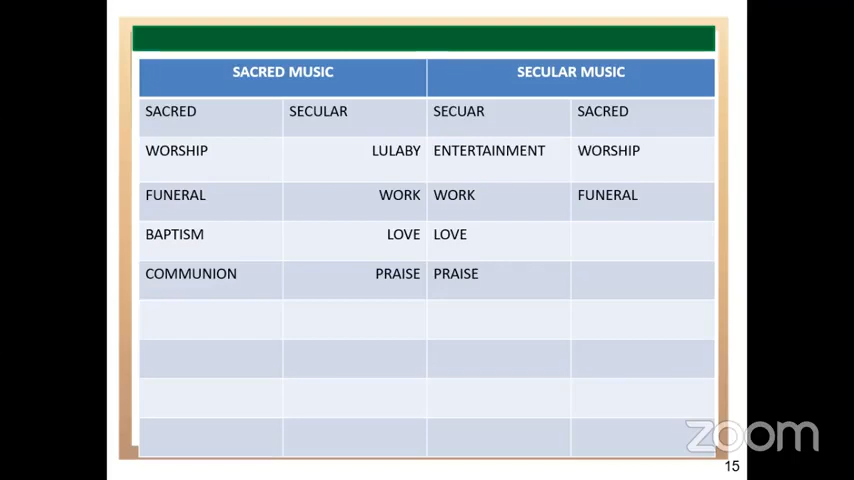 SACRED MUSIC SECULAR MUSIC
SACRED SECULAR SECUAR SACRED
WORSHIP LULABY ENTERTAINMENT WORSHIP
FUNERAL WORK WORK FUNERAL
BAPTISM LOVE LOVE
COMMUNION PRAISE PRAISE
zoom
15